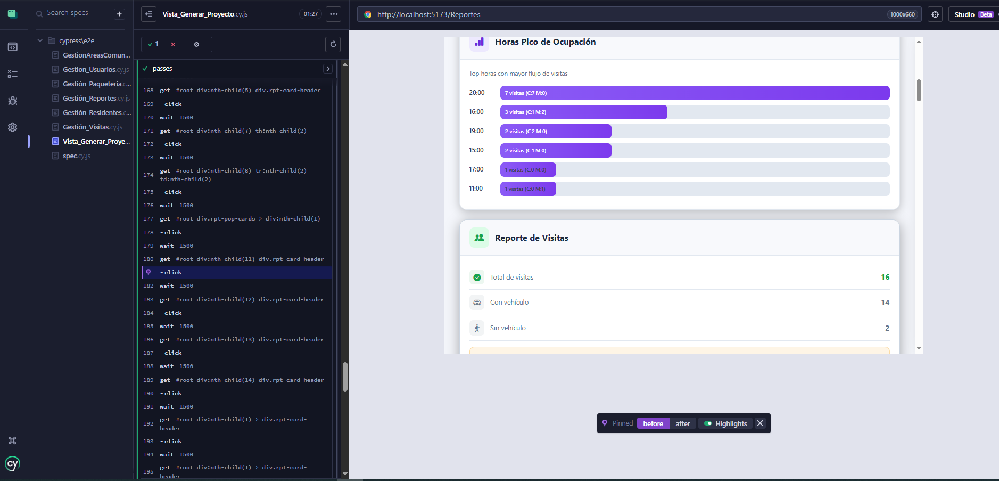 Search specs
+
cypress\e2e
GestionAreasComun...
Gestion_Usuarios.cy.js
Gestión_Paqueteria.c...
Gestión_Reportes.cy.js
Gestión_Residentes.c...
Gestión_Visitas.cy.js
Vista_Generar_Proye...
spec.cy.js
cy
Vista_Generar_Proyecto.cy.js
01:27
1
--
--
passes
168 get #root div:nth-child(5) div.rpt-card-header
169 -click
170 wait 1500
171 get #root div:nth-child(7) th:nth-child(2)
172 -click
173 wait 1500
174 get #root div:nth-child(8) tr:nth-child(2)
td:nth-child(2)
175 -click
176 wait 1500
177 get #root div.rpt-pop-cards > div:nth-child(1)
178 -click
179 wait 1500
180 get #root div:nth-child(11) div.rpt-card-header
-click
182 wait 1500
183 get #root div:nth-child(12) div.rpt-card-header
184 -click
185 wait 1500
186 get #root div:nth-child(13) div.rpt-card-header
187 -click
188 wait 1500
189 get #root div:nth-child(14) div.rpt-card-header
190 -click
191 wait 1500
192 get #root div:nth-child(1) > div.rpt-card-
header
193 -click
194 wait 1500
195 get #root div:nth-child(1) > div.rpt-card-
header
http://localhost:5173/Reportes
1000x660
Studio Beta
Horas Pico de Ocupación
Top horas con mayor flujo de visitas
20:00 7 visitas (C:7 M:0)
16:00 3 visitas (C:1 M:2)
19:00 2 visitas (C:2 M:0)
15:00 2 visitas (C:1 M:0)
17:00 1 visitas (C:0 M:0)
11:00 1 visitas (C:0 M:1)
Reporte de Visitas
Total de visitas 16
Con vehículo 14
Sin vehículo 2
Pinned before after Highlights